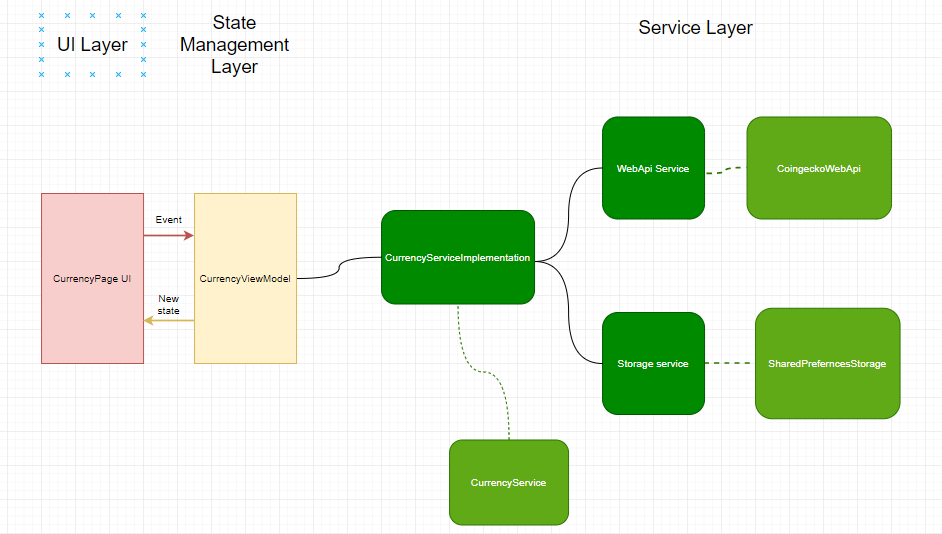 UI Layer
State
Management
Layer
Service Layer
WebApi Service
CoingeckoWebApi
Event
CurrencyPage UI
CurrencyViewModel
New
state
CurrencyServiceImplementation
Storage service
SharedPreferncesStorage
CurrencyService